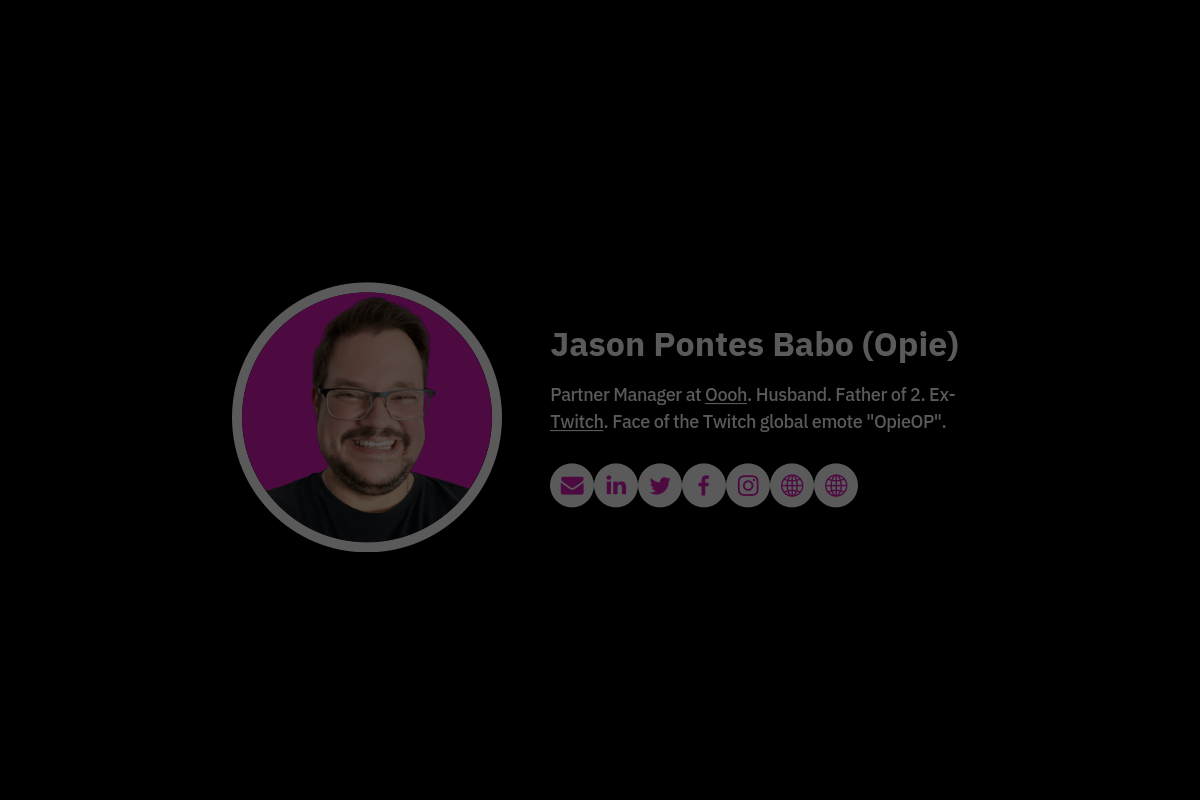 Jason Pontes Babo (Opie)
Partner Manager at Oooh. Husband. Father of 2. Ex-
Twitch. Face of the Twitch global emote "OpieOP".